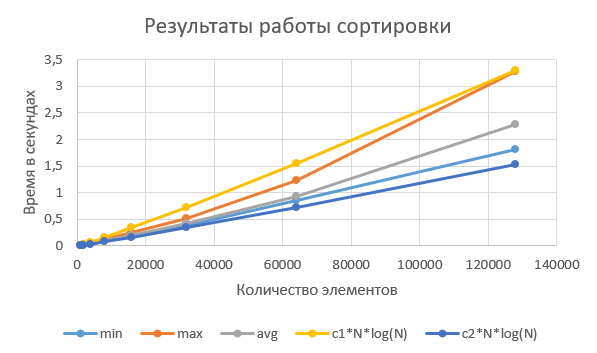 Результаты работы сортировки
3,5
3
2,5
2
1,5
1
0,5
0
Время в секундах
0 20000 40000 60000 80000 100000 120000 140000
Количество элементов
min max avg c1*N*log(N) c2*N*log(N)